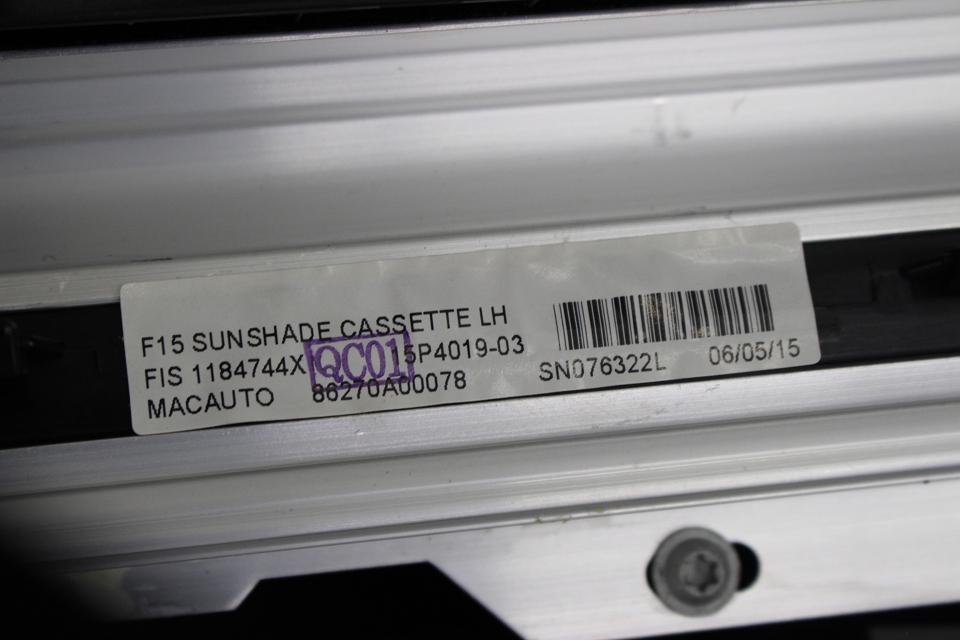 F15 SUNSHADE CASSETTE LH
FIS 1184744X QC01 15P4019-03
MACAUTO 86270A00078
SN076322L 06/05/15